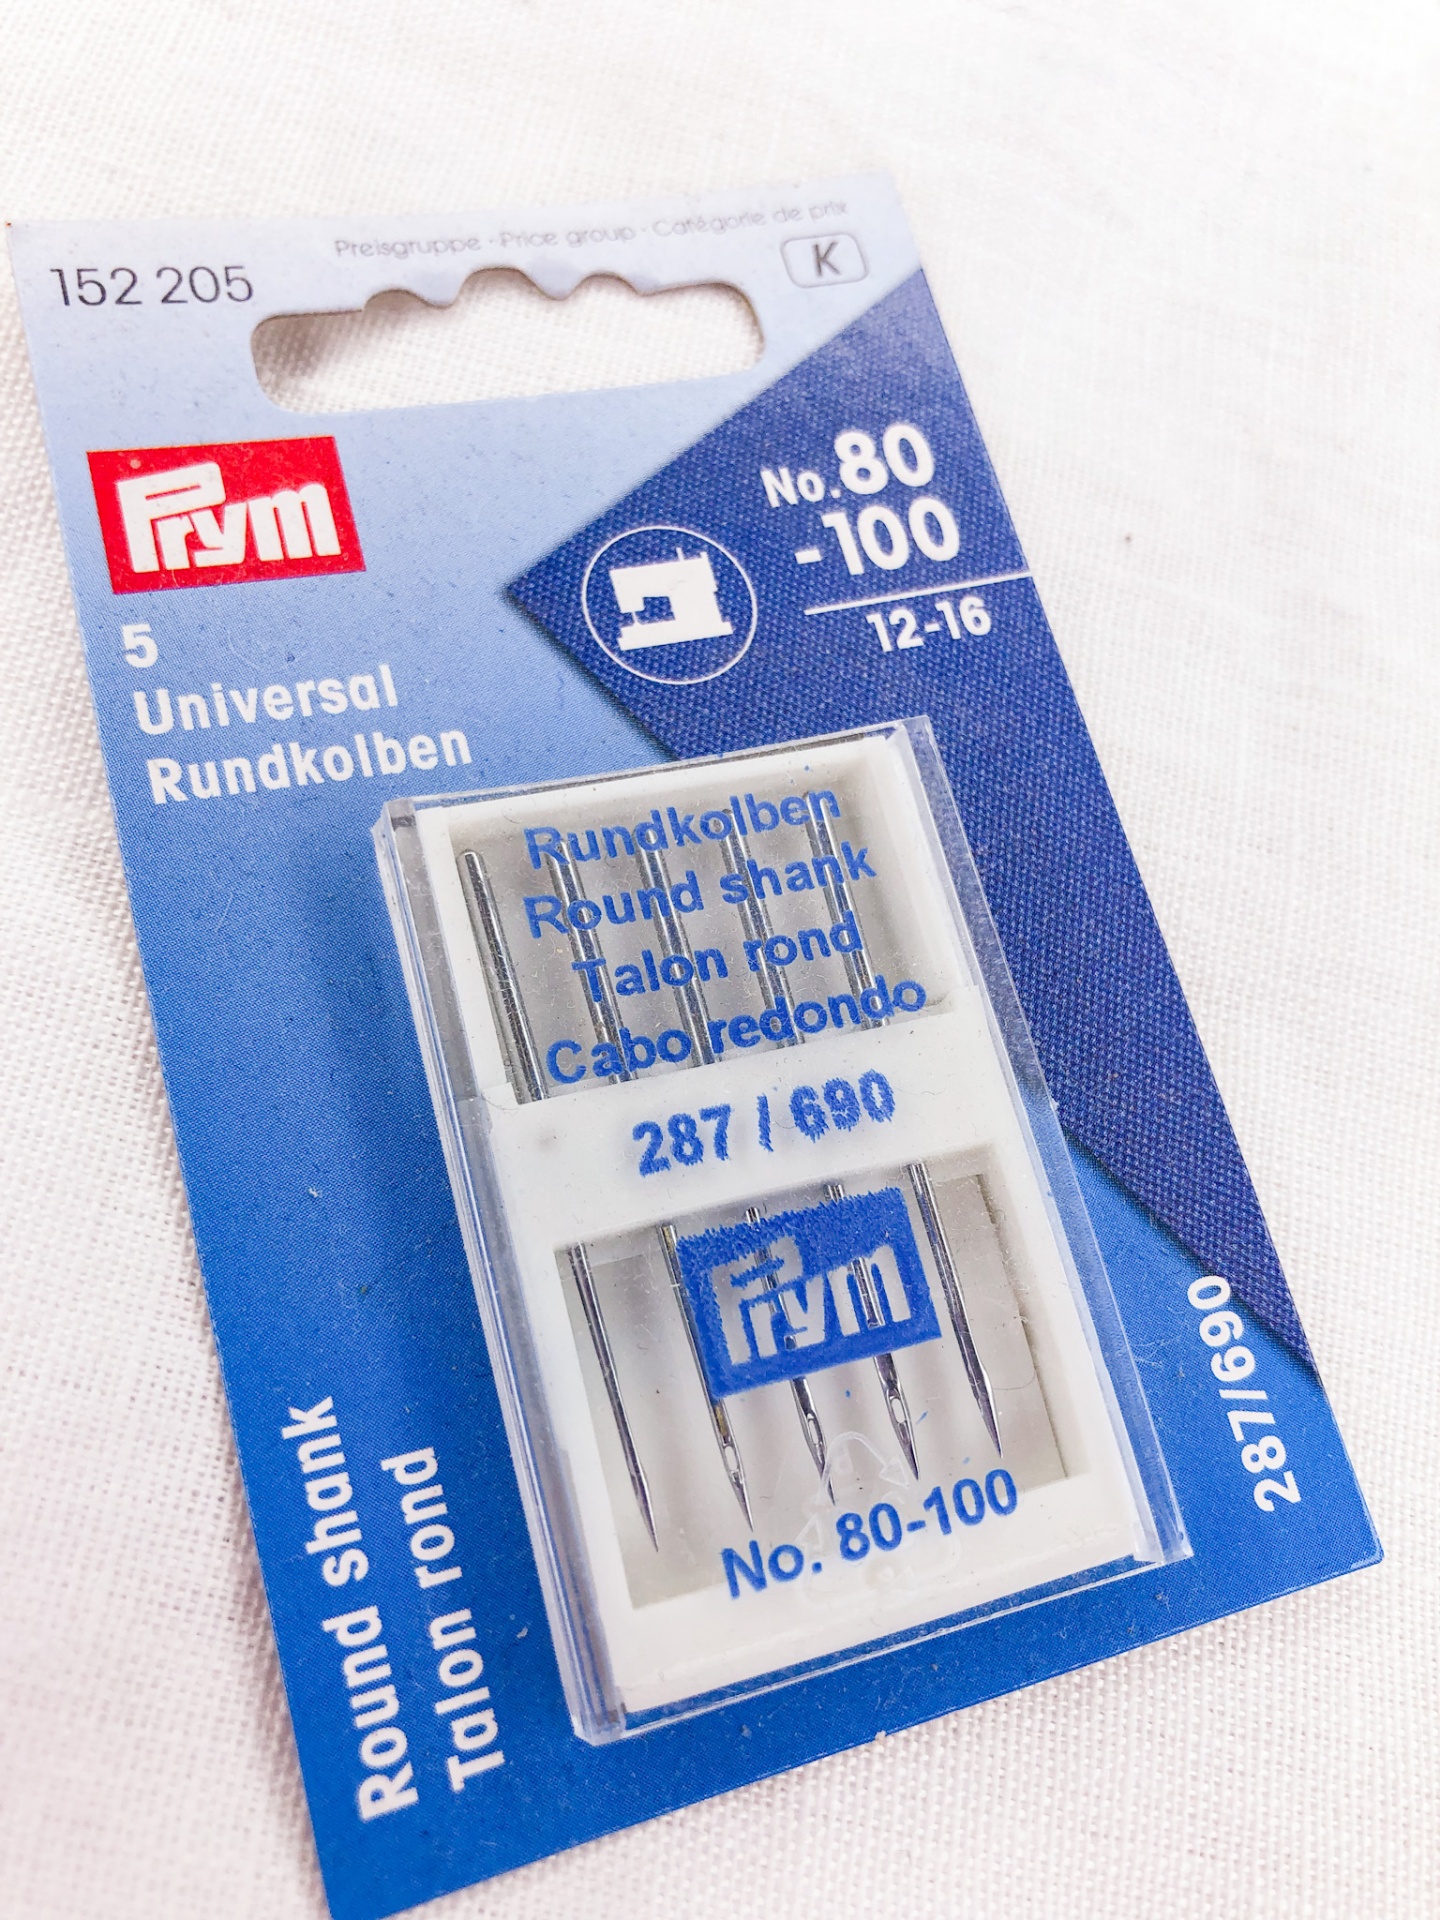 Preisgruppe · Price group · Catégorie de prix
152 205
K
Prym
No. 80
-100
12-16
5
Universal
Rundkolben
Rundkolben
Round shank
Talon rond
Cabo redondo
287 / 690
Prym
No. 80-100
Round shank
Talon rond
287/690